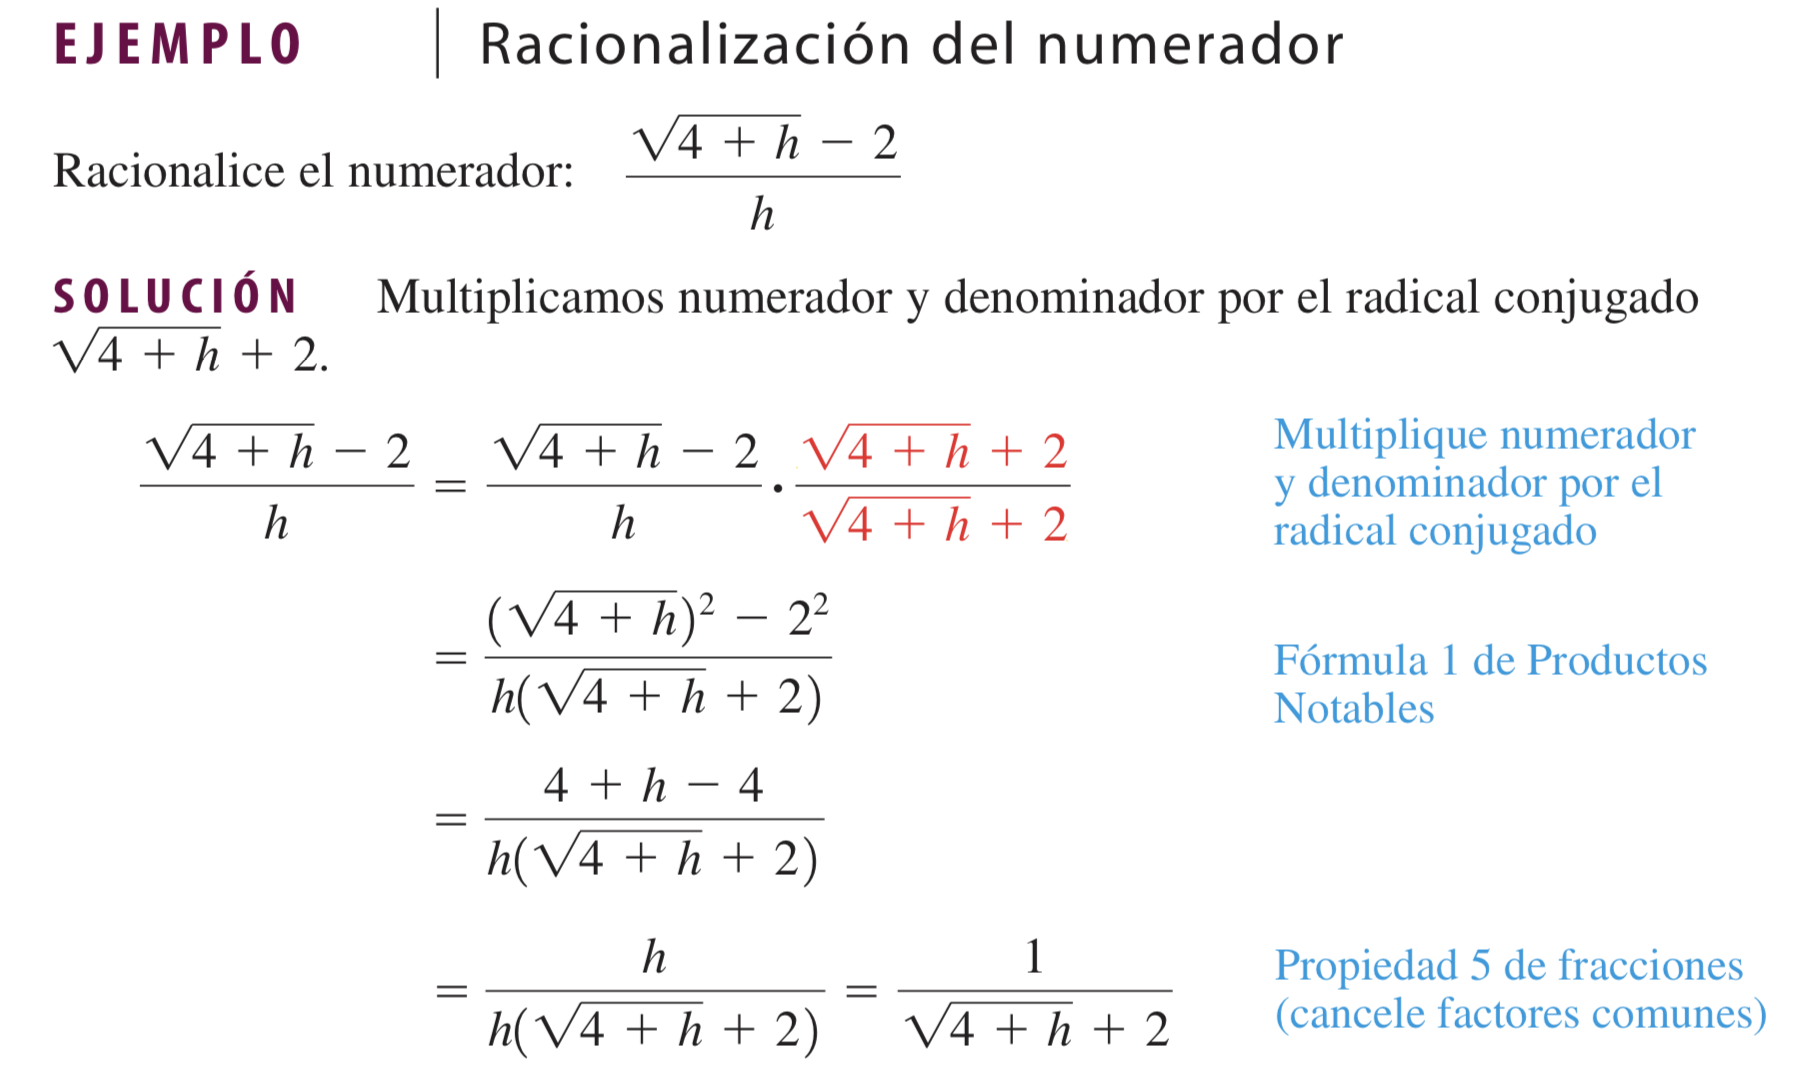 EJEMPLO | Racionalización del numerador
Racionalice el numerador: \frac{\sqrt{4 + h} - 2}{h}
SOLUCIÓN Multiplicamos numerador y denominador por el radical conjugado
\sqrt{4 + h} + 2.
\frac{\sqrt{4 + h} - 2}{h} = \frac{\sqrt{4 + h} - 2}{h} \cdot \frac{\sqrt{4 + h} + 2}{\sqrt{4 + h} + 2}
Multiplique numerador
y denominador por el
radical conjugado
= \frac{(\sqrt{4 + h})^2 - 2^2}{h(\sqrt{4 + h} + 2)}
Fórmula 1 de Productos
Notables
= \frac{4 + h - 4}{h(\sqrt{4 + h} + 2)}
= \frac{h}{h(\sqrt{4 + h} + 2)} = \frac{1}{\sqrt{4 + h} + 2}
Propiedad 5 de fracciones
(cancele factores comunes)